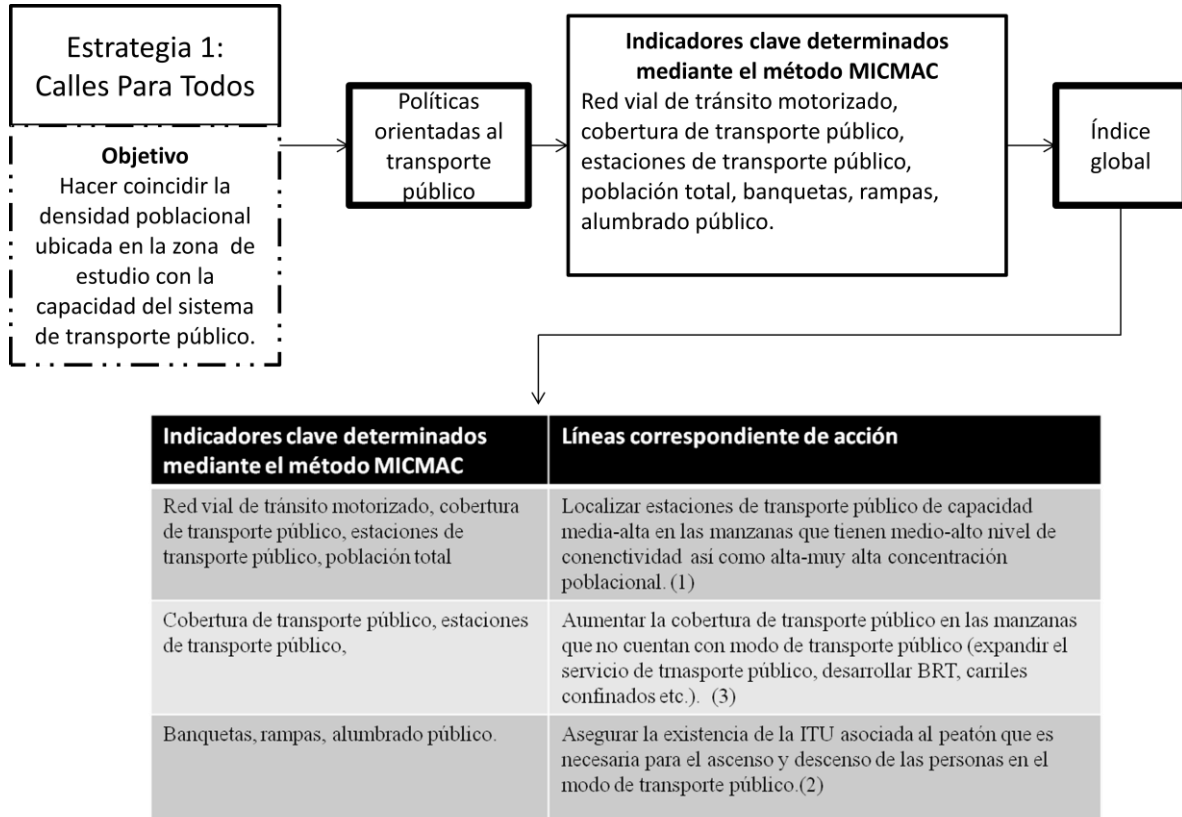 Estrategia 1:
Calles Para Todos
Objetivo
Hacer coincidir la
densidad poblacional
ubicada en la zona de
estudio con la
capacidad del sistema
de transporte público.
Políticas
orientadas al
transporte
público
Indicadores clave determinados
mediante el método MICMAC
Red vial de tránsito motorizado,
cobertura de transporte público,
estaciones de transporte público,
población total, banquetas, rampas,
alumbrado público.
Índice
global
Indicadores clave determinados
mediante el método MICMAC
Líneas correspondiente de acción
Red vial de tránsito motorizado, cobertura
de transporte público, estaciones de
transporte público, población total
Localizar estaciones de transporte público de capacidad
media-alta en las manzanas que tienen medio-alto nivel de
conenctividad así como alta-muy alta concentración
poblacional. (1)
Cobertura de transporte público, estaciones
de transporte público,
Aumentar la cobertura de transporte público en las manzanas
que no cuentan con modo de transporte público (expandir el
servicio de trnasporte público, desarrollar BRT, carriles
confinados etc.). (3)
Banquetas, rampas, alumbrado público.
Asegurar la existencia de la ITU asociada al peatón que es
necesaria para el ascenso y descenso de las personas en el
modo de transporte público.(2)